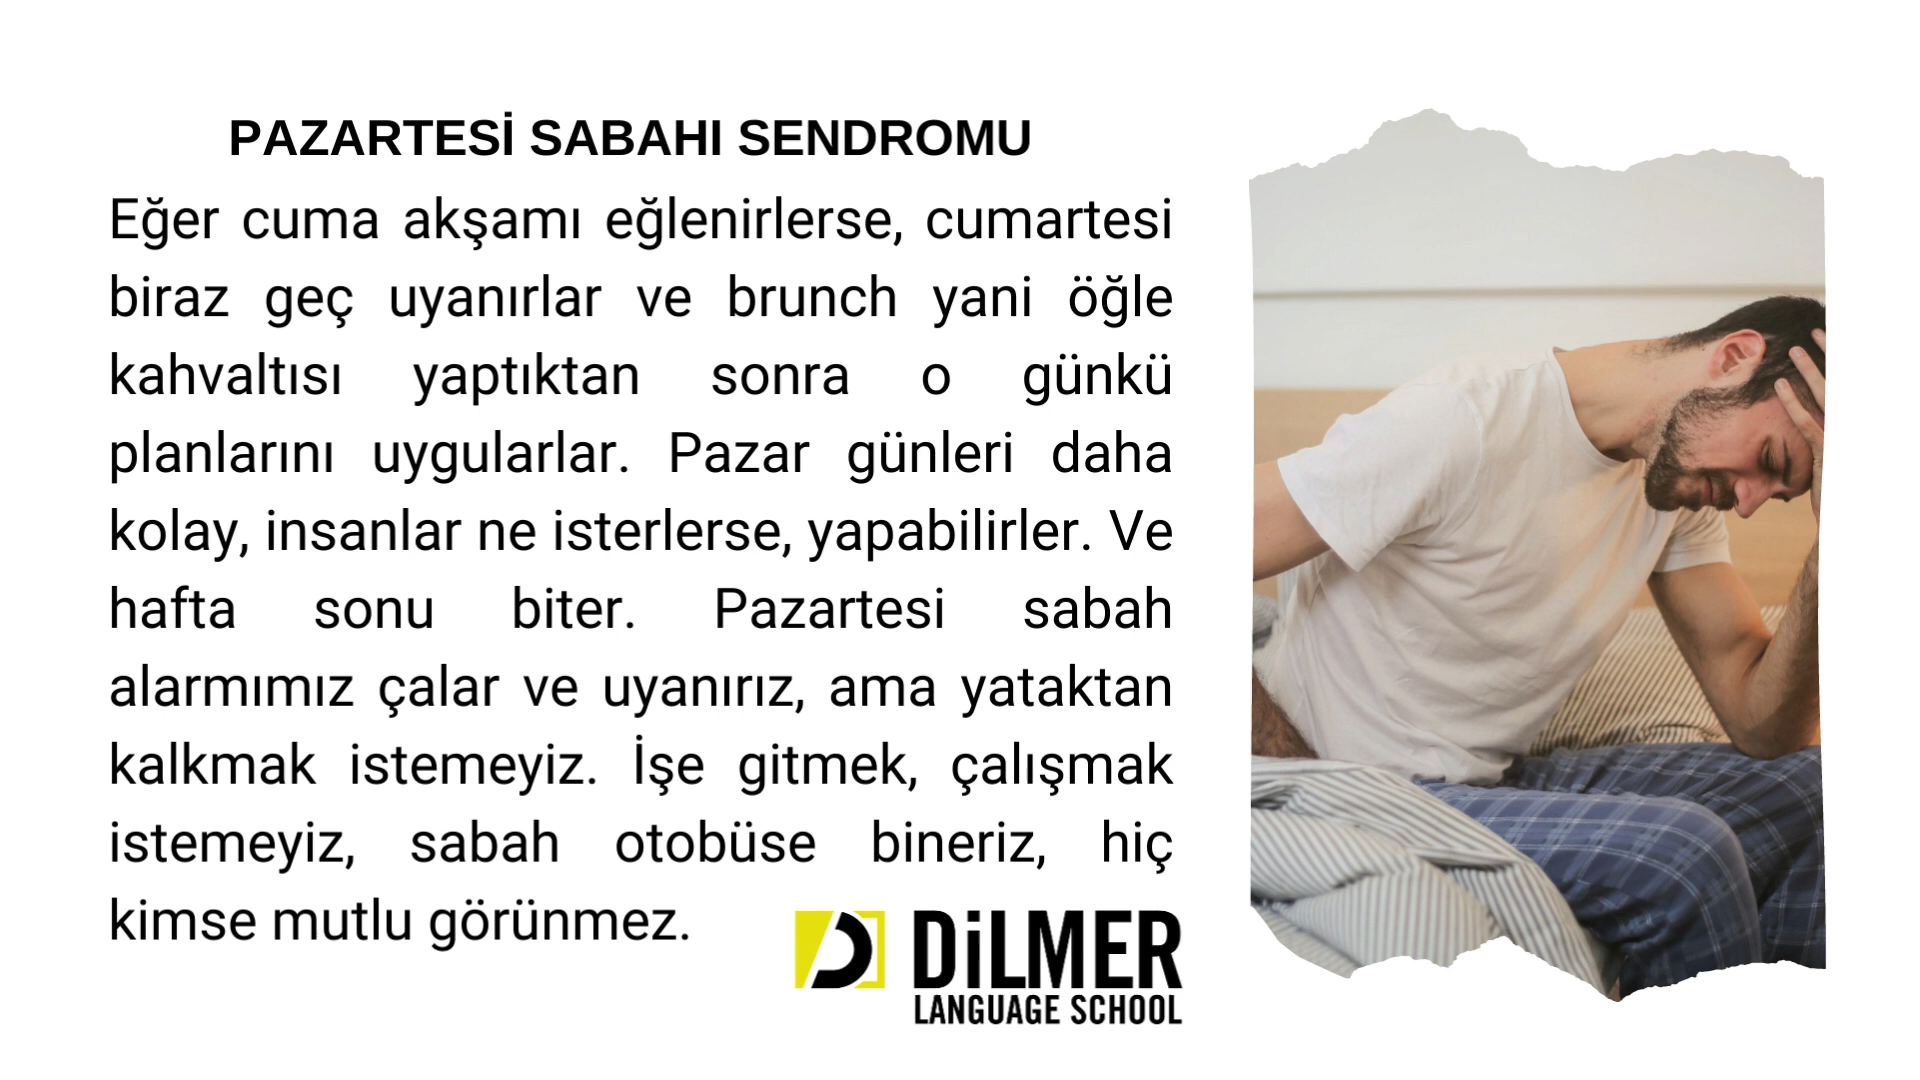 PAZARTESİ SABAHI SENDROMU
Eğer cuma akşamı eğlenirlerse, cumartesi
biraz geç uyanırlar ve brunch yani öğle
kahvaltısı yaptıktan sonra o günkü
planlarını uygularlar. Pazar günleri daha
kolay, insanlar ne isterlerse, yapabilirler. Ve
hafta sonu biter. Pazartesi sabah
alarmımız çalar ve uyanırız, ama yataktan
kalkmak istemeyiz. İşe gitmek, çalışmak
istemeyiz, sabah otobüse bineriz, hiç
kimse mutlu görünmez.
DiLMER
LANGUAGE SCHOOL